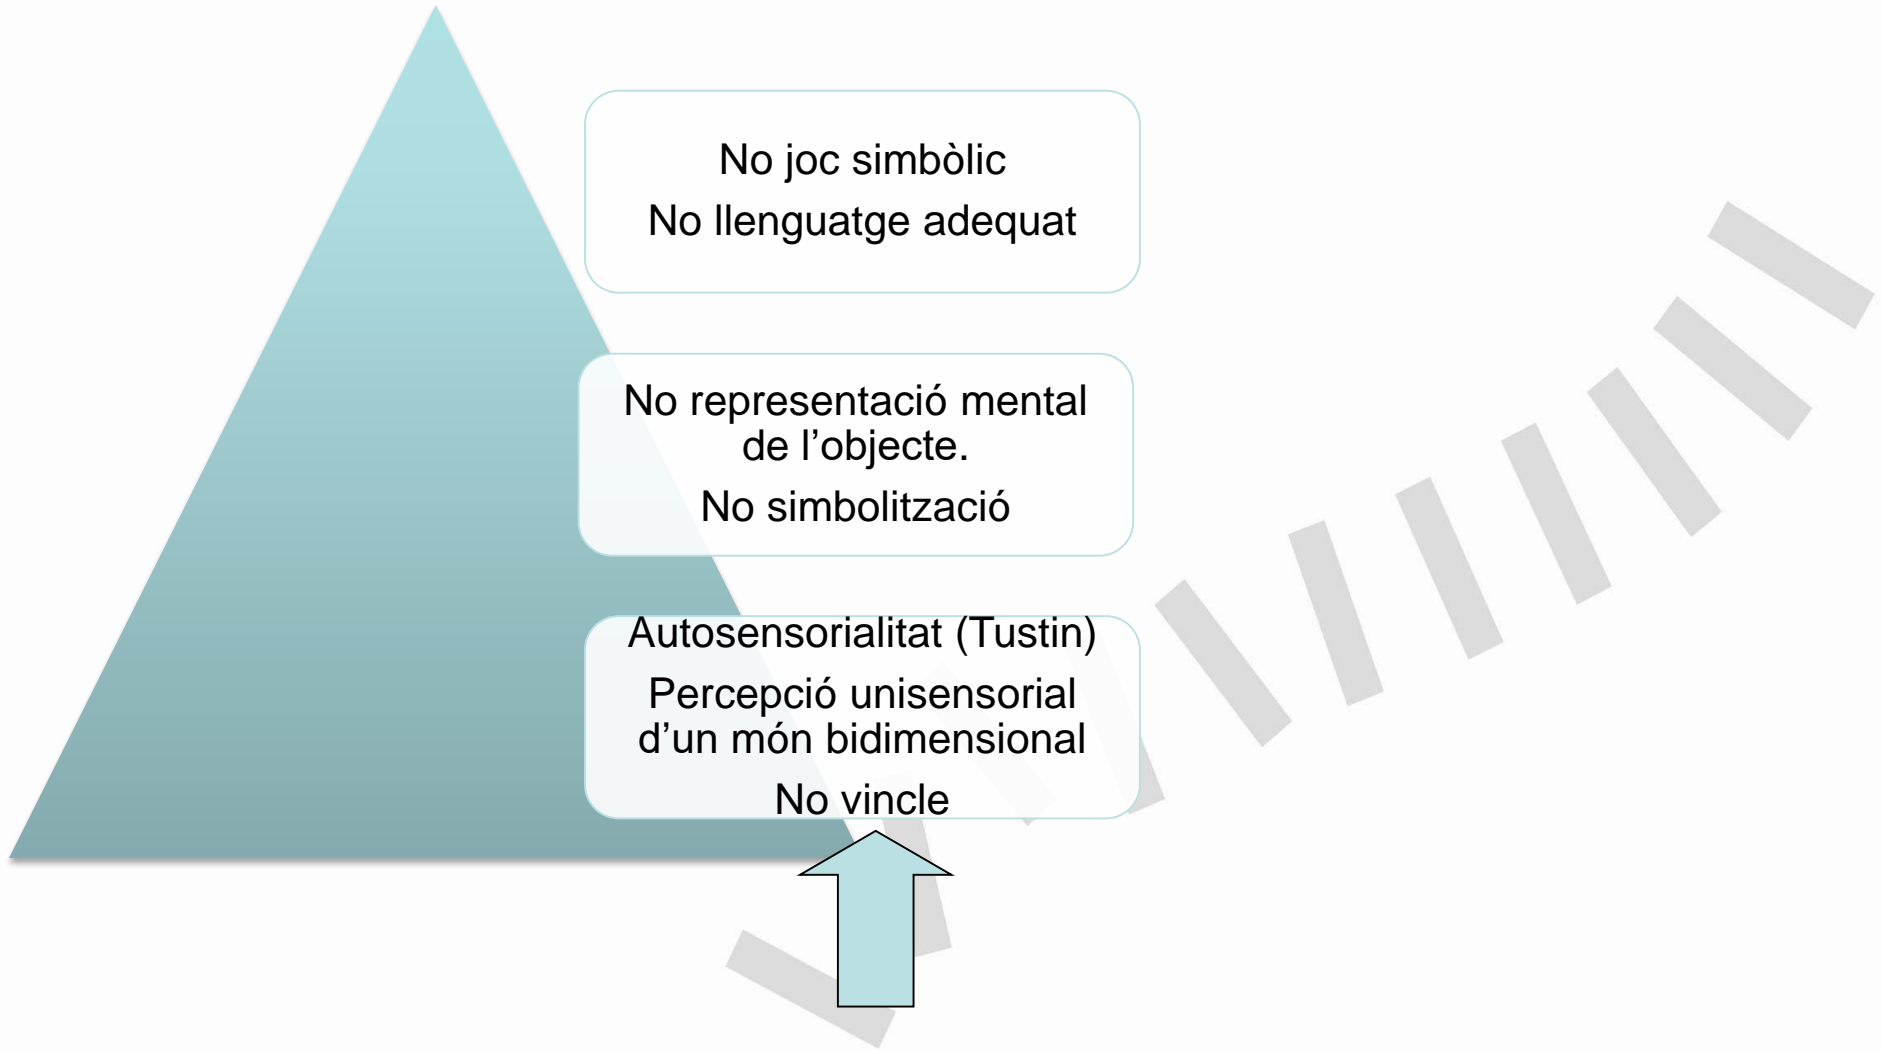 No joc simbòlic
No llenguatge adequat
No representació mental
de l’objecte.
No simbolització
Autosensorialitat (Tustin)
Percepció unisensorial
d’un món bidimensional
No vincle